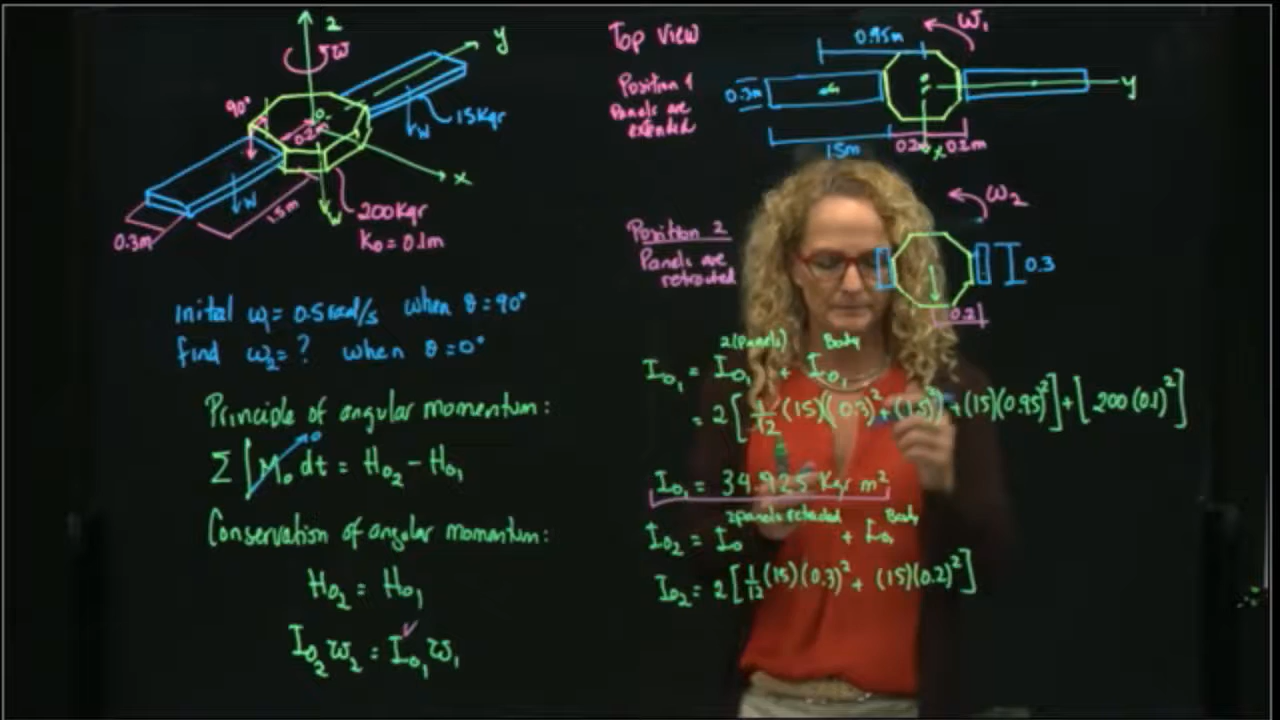 z
ω
y
90°
0.2m
W
15Kgr
x
W
W
1.5m
0.3m
200Kgr
K₀ = 0.1m
Initial ω₁ = 0.5 rad/s when θ = 90°
Find ω₂ = ? when θ = 0°
Principle of angular momentum:
Σ ∫ M₀ dt = H₀₂ - H₀₁
0
Conservation of angular momentum:
H₀₂ = H₀₁
I₀₂ ω₂ = I₀₁ ω₁
Top View
ω₁
0.95m
Position 1
Panels are
extended
0.3m
G
y
1.5m
0.2m
x
0.2m
Position 2
Panels are
retracted
ω₂
0.3
0.2
I₀₁ = I₀₁ 2(panels) + I₀₁ Body
= 2[1/12 (15)((0.3)² + (1.5)²) + (15)(0.95)²] + [200(0.1)²]
I₀₁ = 34.925 Kgr m²
I₀₂ = I₀ 2panels retracted + I₀₁ Body
I₀₂ = 2[1/12 (15)(0.3)² + (15)(0.2)²]